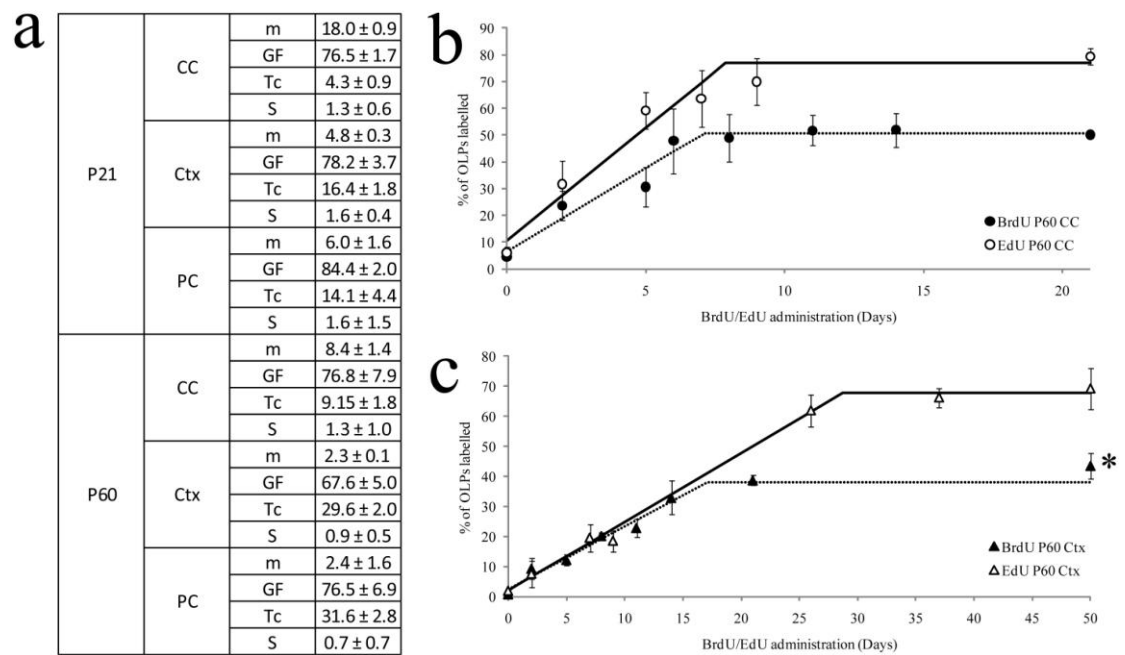 a
P21 CC m 18.0 ± 0.9
GF 76.5 ± 1.7
Tc 4.3 ± 0.9
S 1.3 ± 0.6
Ctx m 4.8 ± 0.3
GF 78.2 ± 3.7
Tc 16.4 ± 1.8
S 1.6 ± 0.4
PC m 6.0 ± 1.6
GF 84.4 ± 2.0
Tc 14.1 ± 4.4
S 1.6 ± 1.5
P60 CC m 8.4 ± 1.4
GF 76.8 ± 7.9
Tc 9.15 ± 1.8
S 1.3 ± 1.0
Ctx m 2.3 ± 0.1
GF 67.6 ± 5.0
Tc 29.6 ± 2.0
S 0.9 ± 0.5
PC m 2.4 ± 1.6
GF 76.5 ± 6.9
Tc 31.6 ± 2.8
S 0.7 ± 0.7
b
% of OLPs labelled
90
80
70
60
50
40
30
20
10
0
BrdU P60 CC
EdU P60 CC
0 5 10 15 20
BrdU/EdU administration (Days)
c
% of OLPs labelled
80
70
60
50
40
30
20
10
0
*
BrdU P60 Ctx
EdU P60 Ctx
0 5 10 15 20 25 30 35 40 45 50
BrdU/EdU administration (Days)